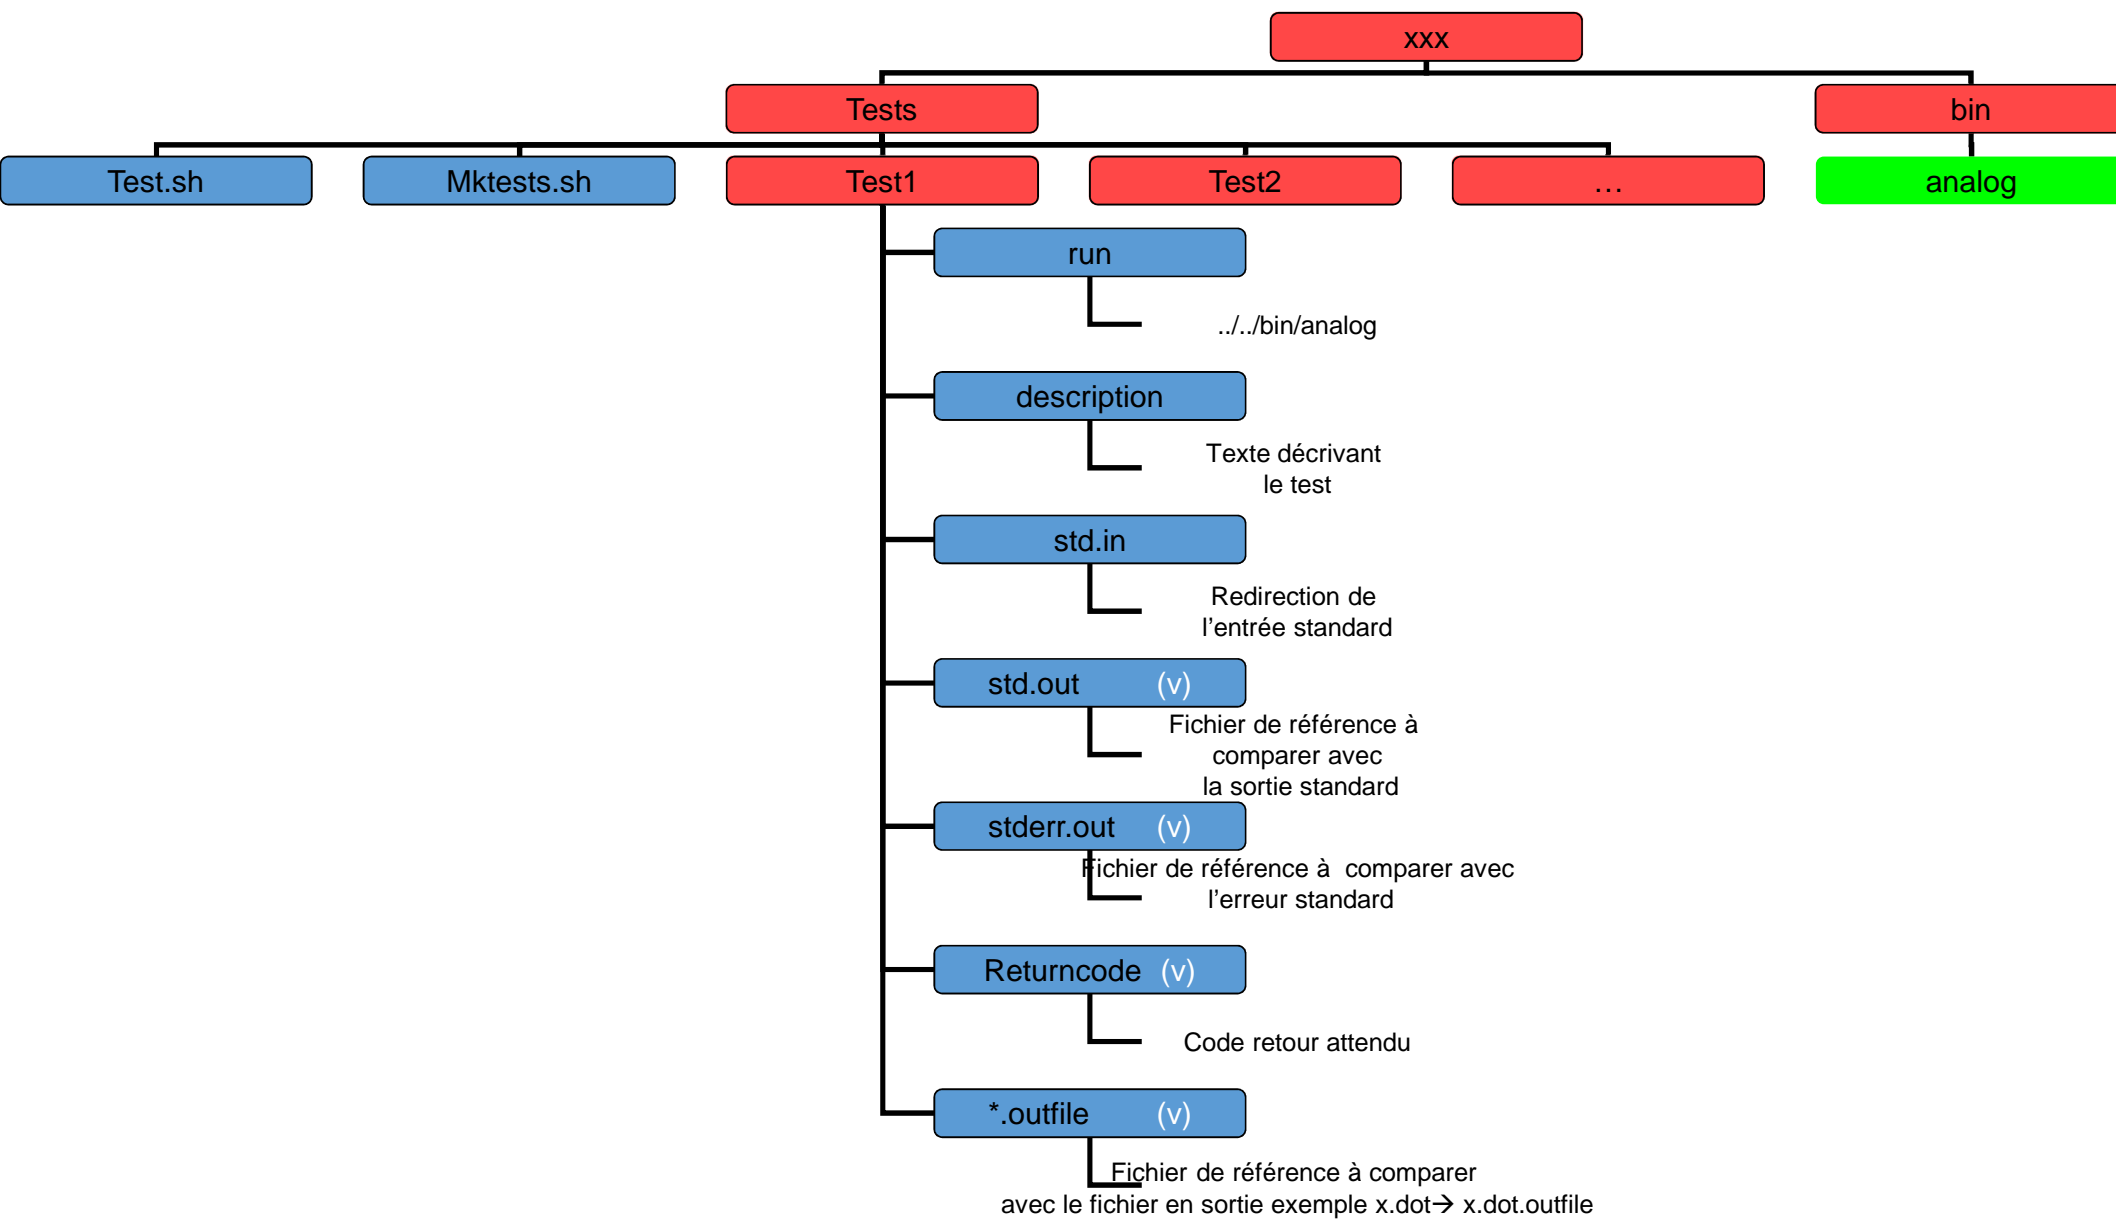 xxx
Tests
bin
Test.sh
Mktests.sh
Test1
Test2
…
analog
run
../../bin/analog
description
Texte décrivant
le test
std.in
Redirection de
l’entrée standard
std.out (v)
Fichier de référence à
comparer avec
la sortie standard
stderr.out (v)
Fichier de référence à comparer avec
l’erreur standard
Returncode (v)
Code retour attendu
*.outfile (v)
Fichier de référence à comparer
avec le fichier en sortie exemple x.dot→ x.dot.outfile